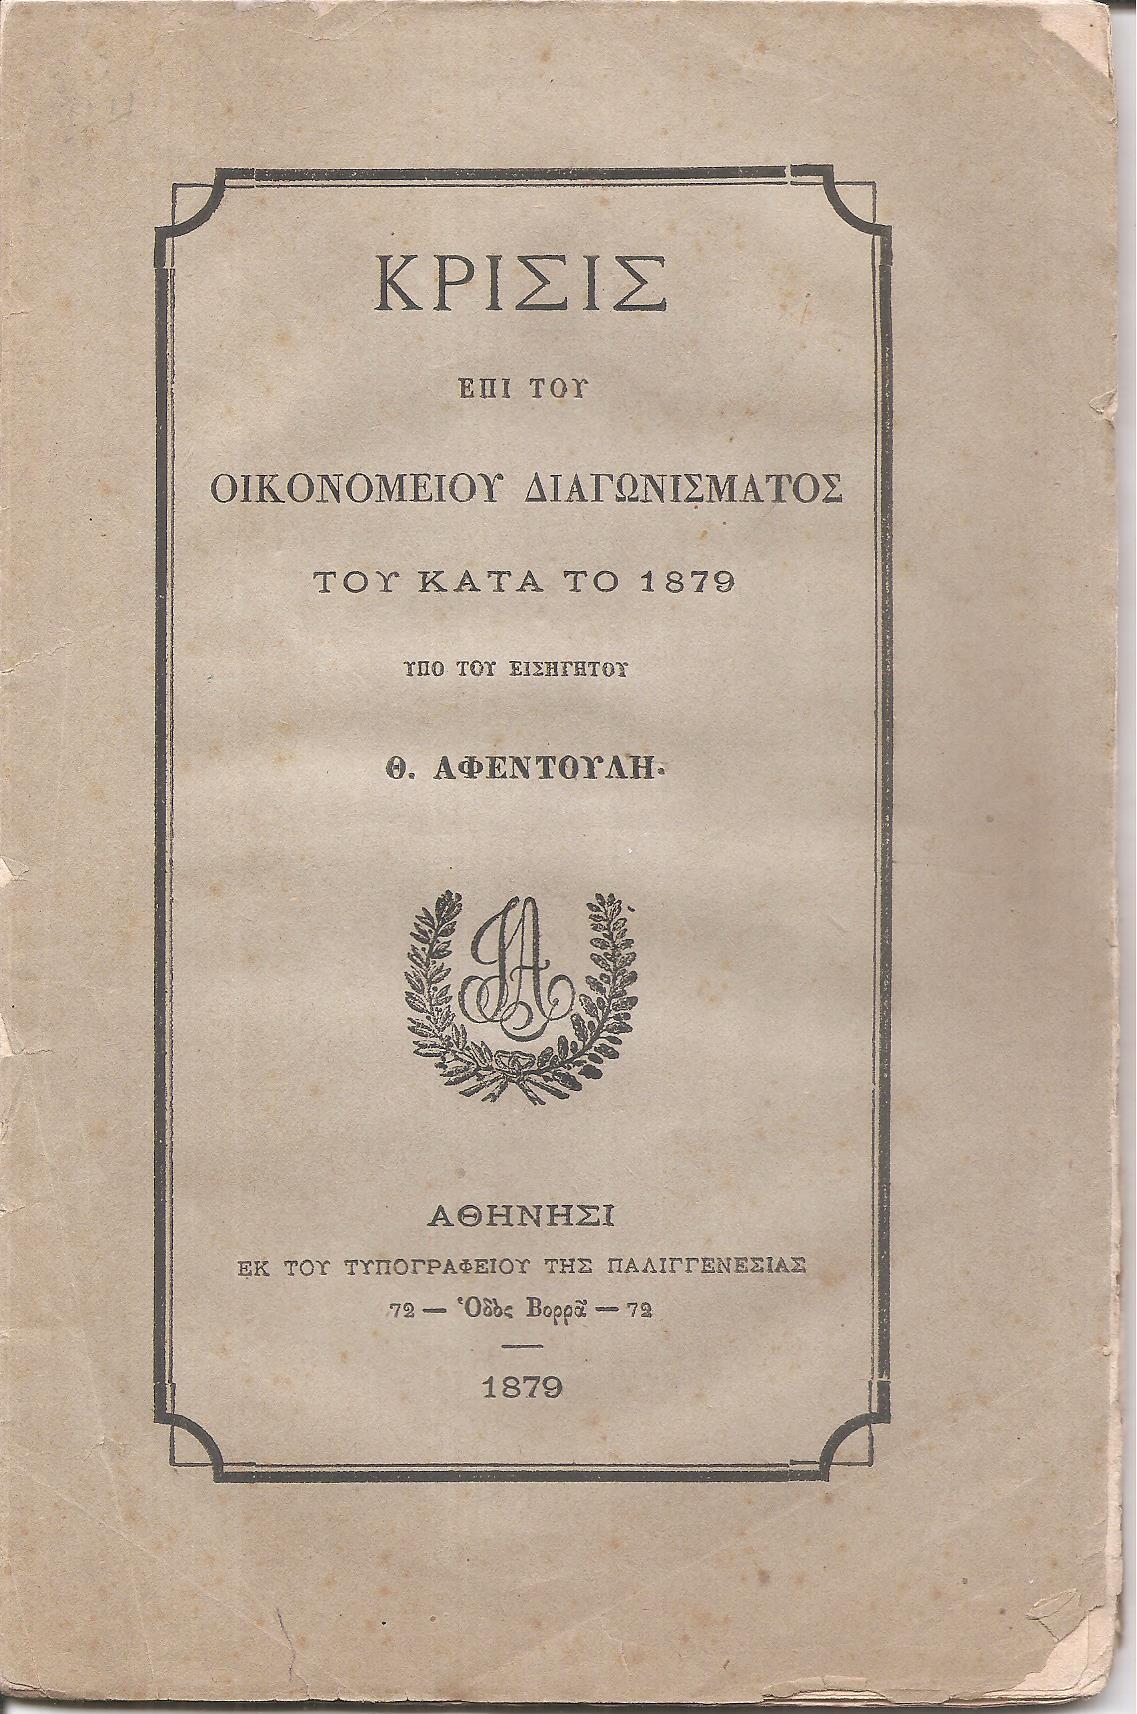 ΚΡΙΣΙΣ
ΕΠΙ ΤΟΥ
ΟΙΚΟΝΟΜΕΙΟΥ ΔΙΑΓΩΝΙΣΜΑΤΟΣ
ΤΟΥ ΚΑΤΑ ΤΟ 1879
ΥΠΟ ΤΟΥ ΕΙΣΗΓΗΤΟΥ
Θ. ΑΦΕΝΤΟΥΛΗ.
ΑΘΗΝΗΣΙ
ΕΚ ΤΟΥ ΤΥΠΟΓΡΑΦΕΙΟΥ ΤΗΣ ΠΑΛΙΓΓΕΝΕΣΙΑΣ
72 — Ὁδὸς Βορρᾶ — 72
1879